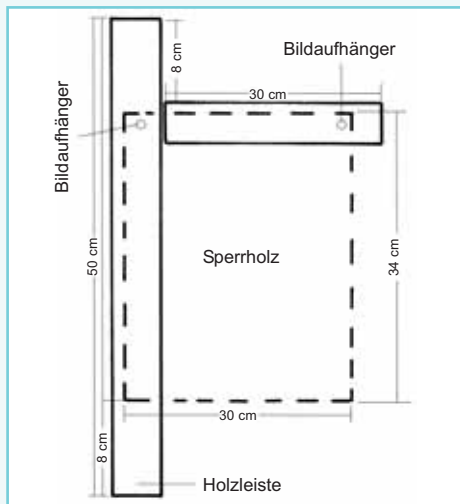 Bildaufhänger
8 cm
30 cm
Bildaufhänger
50 cm
Sperrholz
34 cm
30 cm
8 cm
Holzleiste